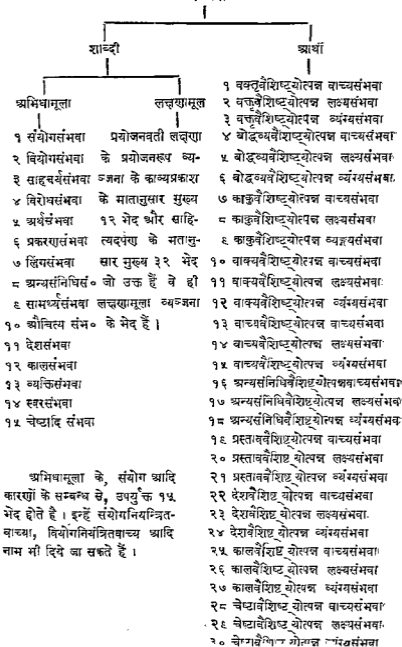 शाब्दी
आर्थी
अभिधामूला
लक्षणामूल
१ संयोगसंभवा
२ वियोगसंभवा
३ साहचर्यसंभवा
४ विरोधसंभवा
५ अर्थसंभवा
६ प्रकरणसंभवा
७ लिंगसंभवा
८ अन्यसंनिधिसं०
९ सामर्थ्यसंभवा
१० औचित्य संभ०
११ देशसंभवा
१२ कालसंभवा
१३ व्यक्तिसंभवा
१४ स्वरसंभवा
१५ चेष्टादि संभवा
प्रयोजनवती लक्षणा
के प्रयोजनरूप व्य-
ञ्जना के काव्यप्रकाश
के मातानुसार मुख्य
१२ भेद और साहि-
त्यदर्पण के मतानु-
सार मुख्य ३२ भेद
जो उक्त हैं वे ही
लक्षणामूला व्यञ्जना
के भेद हैं ।
अभिधामूला के, संयोग आदि
कारणों के सम्बन्ध से, उपर्युक्त १५
भेद होते है । इन्हें संयोगनियन्त्रित-
वाच्या, वियोगनियंत्रितवाच्य आदि
नाम भी दिये जा सकते हैं ।
१ वक्तृवैशिष्ट्योत्पन्न वाच्यसंभवा
२ वक्तृवैशिष्ट्योत्पन्न लक्ष्यसंभवा
३ वक्तृवैशिष्ट्योत्पन्न व्यंग्यसंभवा
४ बोद्धव्यवैशिष्ट्योत्पन्न वाच्यसंभवा
५ बोद्धव्यवैशिष्ट्योत्पन्न लक्ष्यसंभवा
६ बोद्धव्यवैशिष्ट्योत्पन्न व्यंग्यसंभवा
७ काकुवैशिष्ट्योत्पन्न वाच्यसंभवा
८ काकुवैशिष्ट्योत्पन्न लक्ष्यसंभवा
९ काकुवैशिष्ट्योत्पन्न व्यङ्गयसंभवा
१० वाक्यवैशिष्ट्योत्पन्न वाच्यसंभवा
११ वाक्यवैशिष्ट्योत्पन्न लक्ष्यसंभवा
१२ वाक्यवैशिष्ट्योत्पन्न व्यंग्यसंभवा
१३ वाच्यवैशिष्ट्योत्पन्न वाच्यसंभवा
१४ वाच्यवैशिष्ट्योत्पन्न लक्ष्यसंभवा
१५ वाच्यवैशिष्ट्योत्पन्न व्यंग्यसंभवा
१६ अन्यसंनिधिवैशिष्ट्योत्पन्नवाच्यसंभवा
१७ अन्यसंनिधिवैशिष्ट्योत्पन्न लक्ष्यसंभवा
१८ अन्यसंनिधिवैशिष्ट्योत्पन्न व्यंग्यसंभवा
१९ प्रस्ताववैशिष्ट्योत्पन्न वाच्यसंभवा
२० प्रस्ताववैशिष्ट्योत्पन्न लक्ष्यसंभवा
२१ प्रस्ताववैशिष्ट्योत्पन्न व्यंग्यसंभवा
२२ देशवैशिष्ट्योत्पन्न वाच्यसंभवा
२३ देशवैशिष्ट्योत्पन्न लक्ष्यसंभवा
२४ देशवैशिष्ट्योत्पन्न व्यंग्यसंभवा
२५ कालवैशिष्ट्योत्पन्न वाच्यसंभवा
२६ कालवैशिष्ट्योत्पन्न लक्ष्यसंभवा
२७ कालवैशिष्ट्योत्पन्न व्यंग्यसंभवा
२८ चेष्टावैशिष्ट्योत्पन्न वाच्यसंभवा
२९ चेष्टावैशिष्ट्योत्पन्न लक्ष्यसंभवा
३० चेष्टावैशिष्ट्योत्पन्न व्यंग्यसंभवा